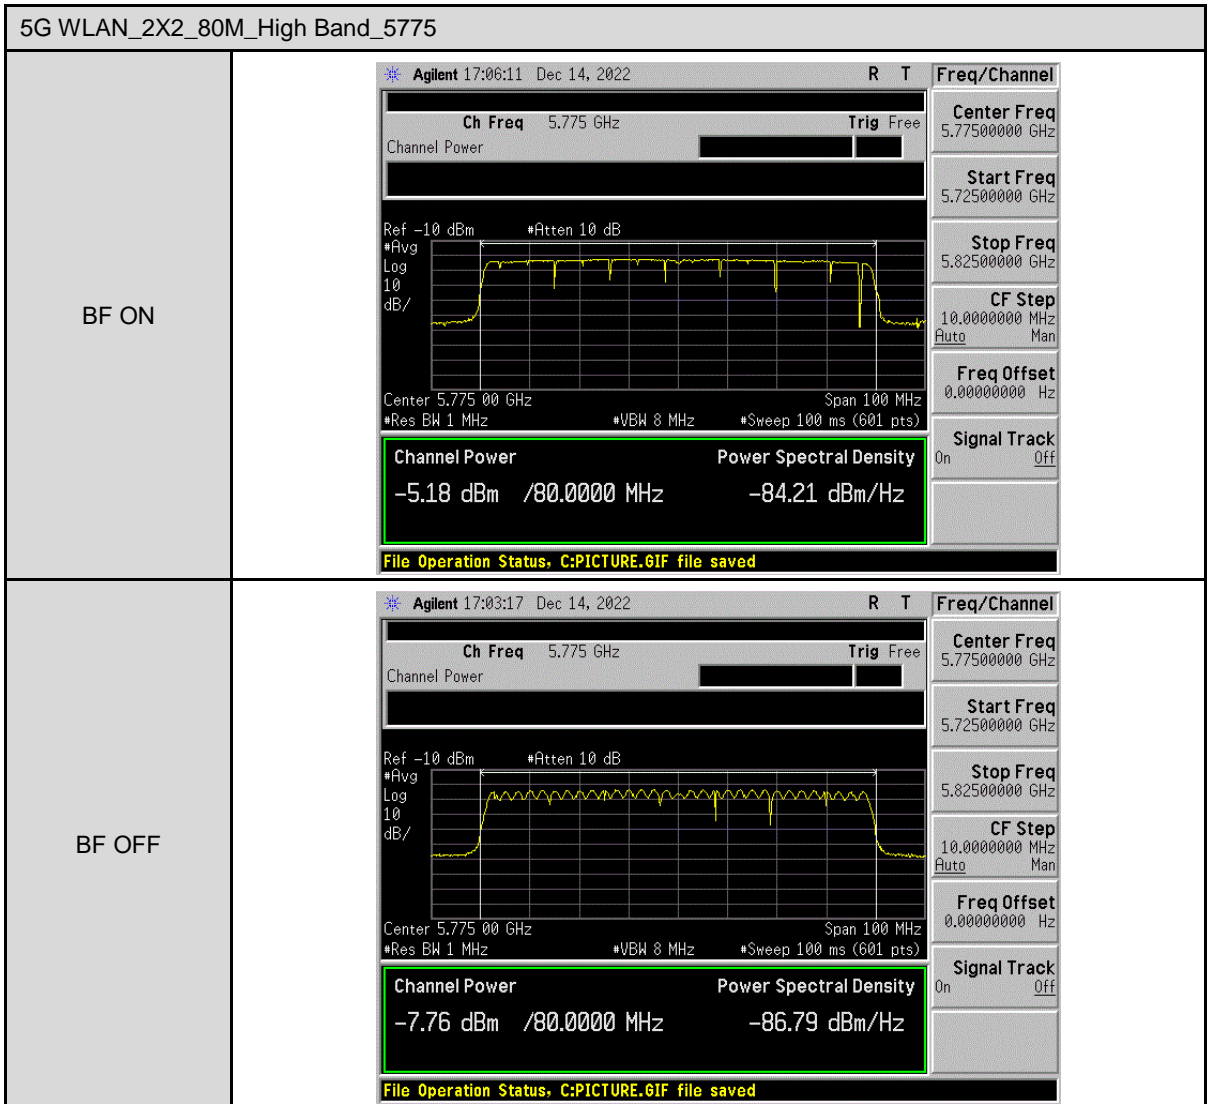 5G WLAN_2X2_80M_High Band_5775
BF ON
Agilent 17:06:11 Dec 14, 2022 R T
Freq/Channel
Ch Freq 5.775 GHz Trig Free
Channel Power
Center Freq
5.77500000 GHz
Start Freq
5.72500000 GHz
Stop Freq
5.82500000 GHz
CF Step
10.0000000 MHz
Auto Man
Freq Offset
0.00000000 Hz
Signal Track
On Off
Ref -10 dBm #Atten 10 dB
#Avg
Log
10
dB/
Center 5.775 00 GHz Span 100 MHz
#Res BW 1 MHz #VBW 8 MHz #Sweep 100 ms (601 pts)
Channel Power Power Spectral Density
-5.18 dBm /80.0000 MHz -84.21 dBm/Hz
File Operation Status, C:PICTURE.GIF file saved
BF OFF
Agilent 17:03:17 Dec 14, 2022 R T
Freq/Channel
Ch Freq 5.775 GHz Trig Free
Channel Power
Center Freq
5.77500000 GHz
Start Freq
5.72500000 GHz
Stop Freq
5.82500000 GHz
CF Step
10.0000000 MHz
Auto Man
Freq Offset
0.00000000 Hz
Signal Track
On Off
Ref -10 dBm #Atten 10 dB
#Avg
Log
10
dB/
Center 5.775 00 GHz Span 100 MHz
#Res BW 1 MHz #VBW 8 MHz #Sweep 100 ms (601 pts)
Channel Power Power Spectral Density
-7.76 dBm /80.0000 MHz -86.79 dBm/Hz
File Operation Status, C:PICTURE.GIF file saved